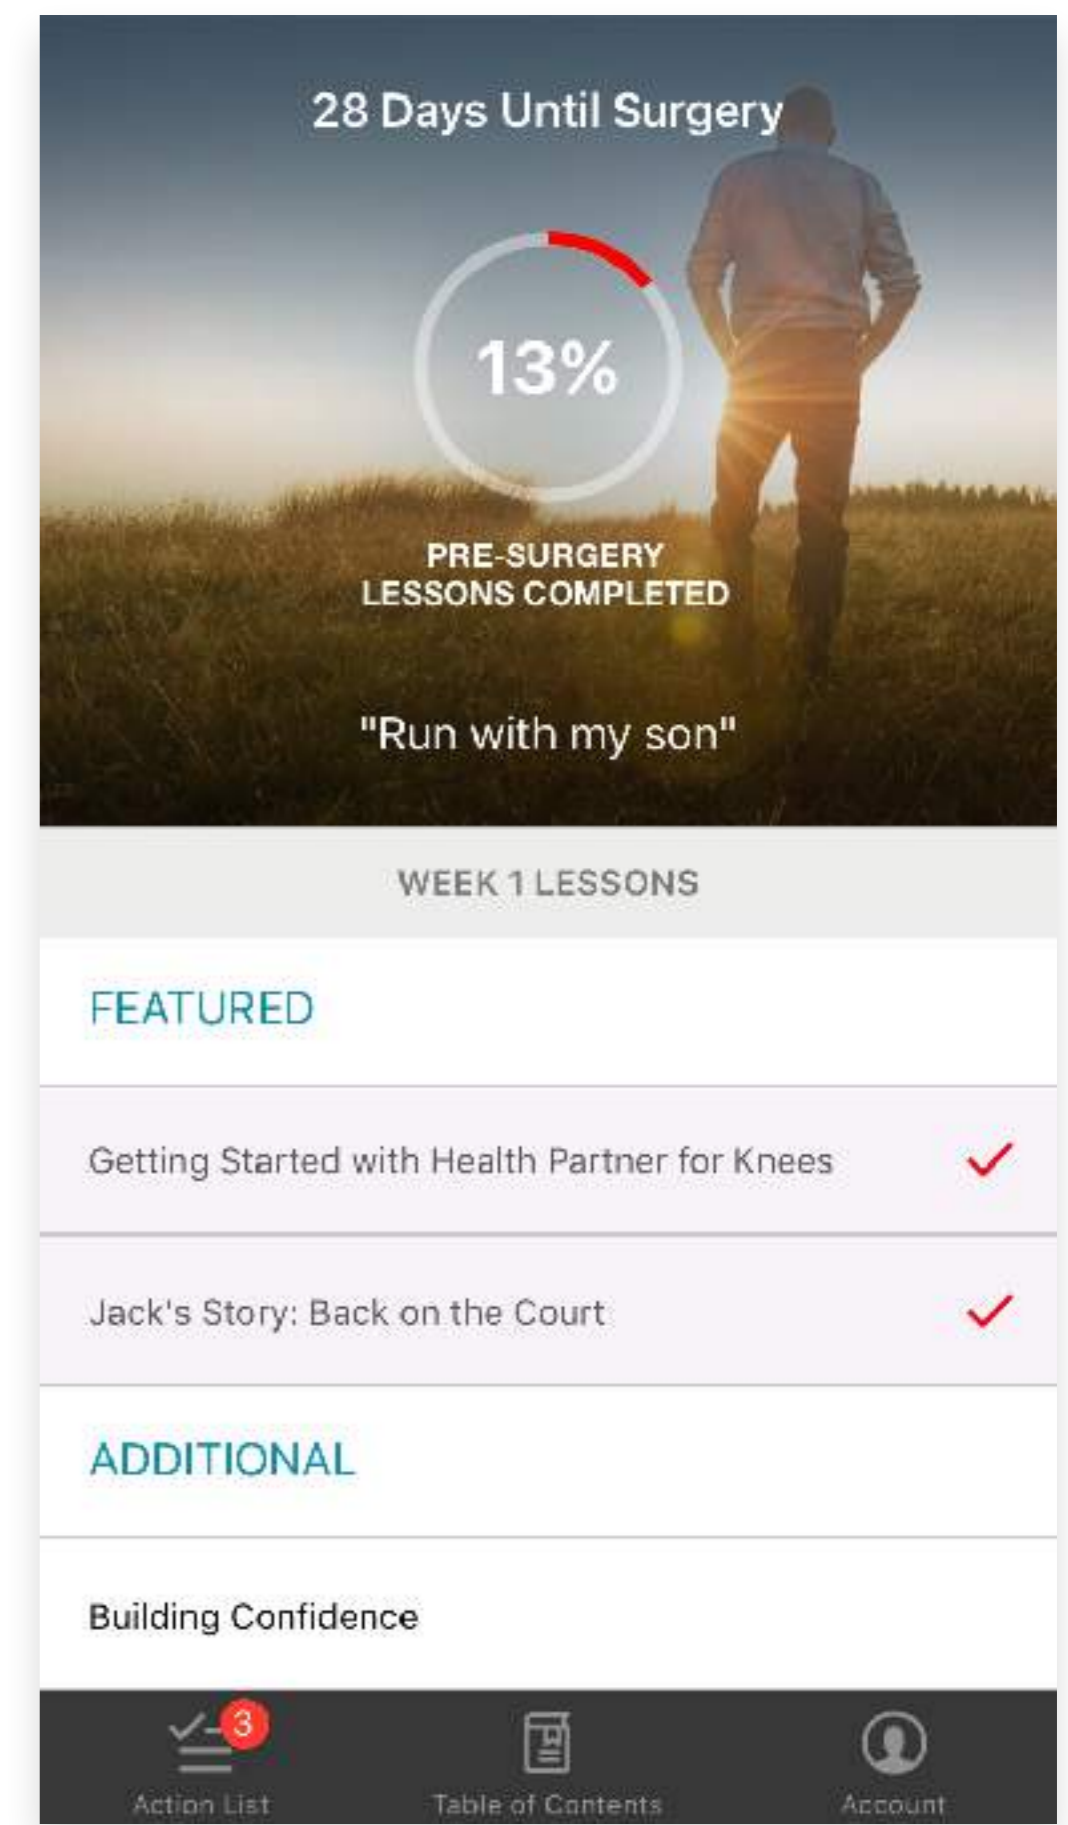 28 Days Until Surgery
13%
PRE-SURGERY
LESSONS COMPLETED
"Run with my son"
WEEK 1 LESSONS
FEATURED
Getting Started with Health Partner for Knees
Jack's Story: Back on the Court
ADDITIONAL
Building Confidence
3
Action List
Table of Contents
Account